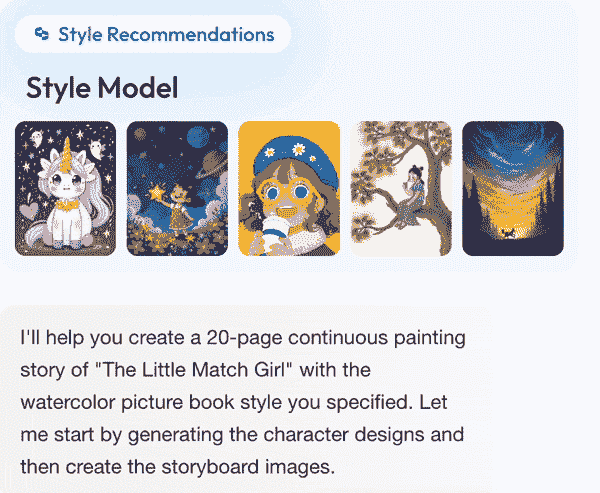 Style Recommendations
Style Model
I'll help you create a 20-page continuous painting
story of "The Little Match Girl" with the
watercolor picture book style you specified. Let
me start by generating the character designs and
then create the storyboard images.